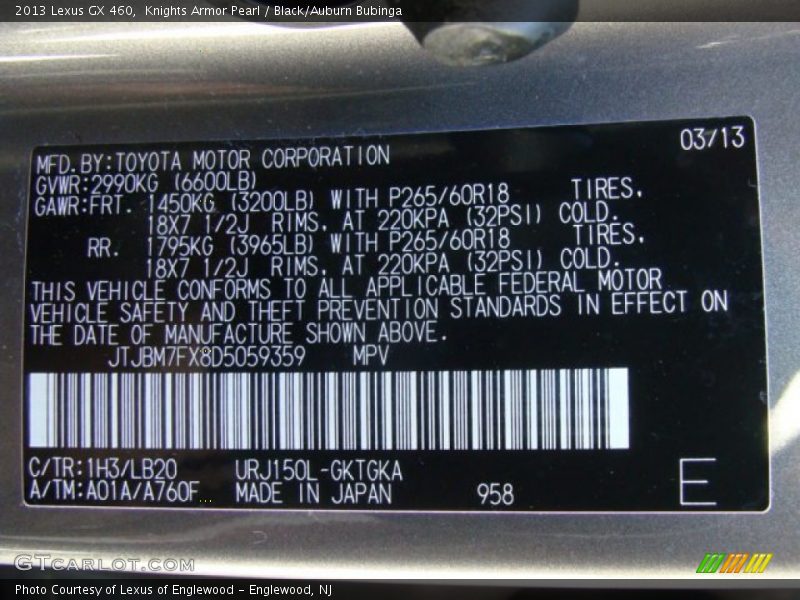 2013 Lexus GX 460, Knights Armor Pearl / Black/Auburn Bubinga
03/13
MFD.BY:TOYOTA MOTOR CORPORATION
GVWR:2990KG (6600LB)
GAWR:FRT. 1450KG (3200LB) WITH P265/60R18 TIRES.
18X7 1/2J RIMS. AT 220KPA (32PSI) COLD.
RR. 1795KG (3965LB) WITH P265/60R18 TIRES.
18X7 1/2J RIMS. AT 220KPA (32PSI) COLD.
THIS VEHICLE CONFORMS TO ALL APPLICABLE FEDERAL MOTOR
VEHICLE SAFETY AND THEFT PREVENTION STANDARDS IN EFFECT ON
THE DATE OF MANUFACTURE SHOWN ABOVE.
JTJBM7FX8D5059359 MPV
C/TR:1H3/LB20 URJ150L-GKTGKA
A/TM:A01A/A760F MADE IN JAPAN 958 E
GTCARLOT.COM
Photo Courtesy of Lexus of Englewood - Englewood, NJ